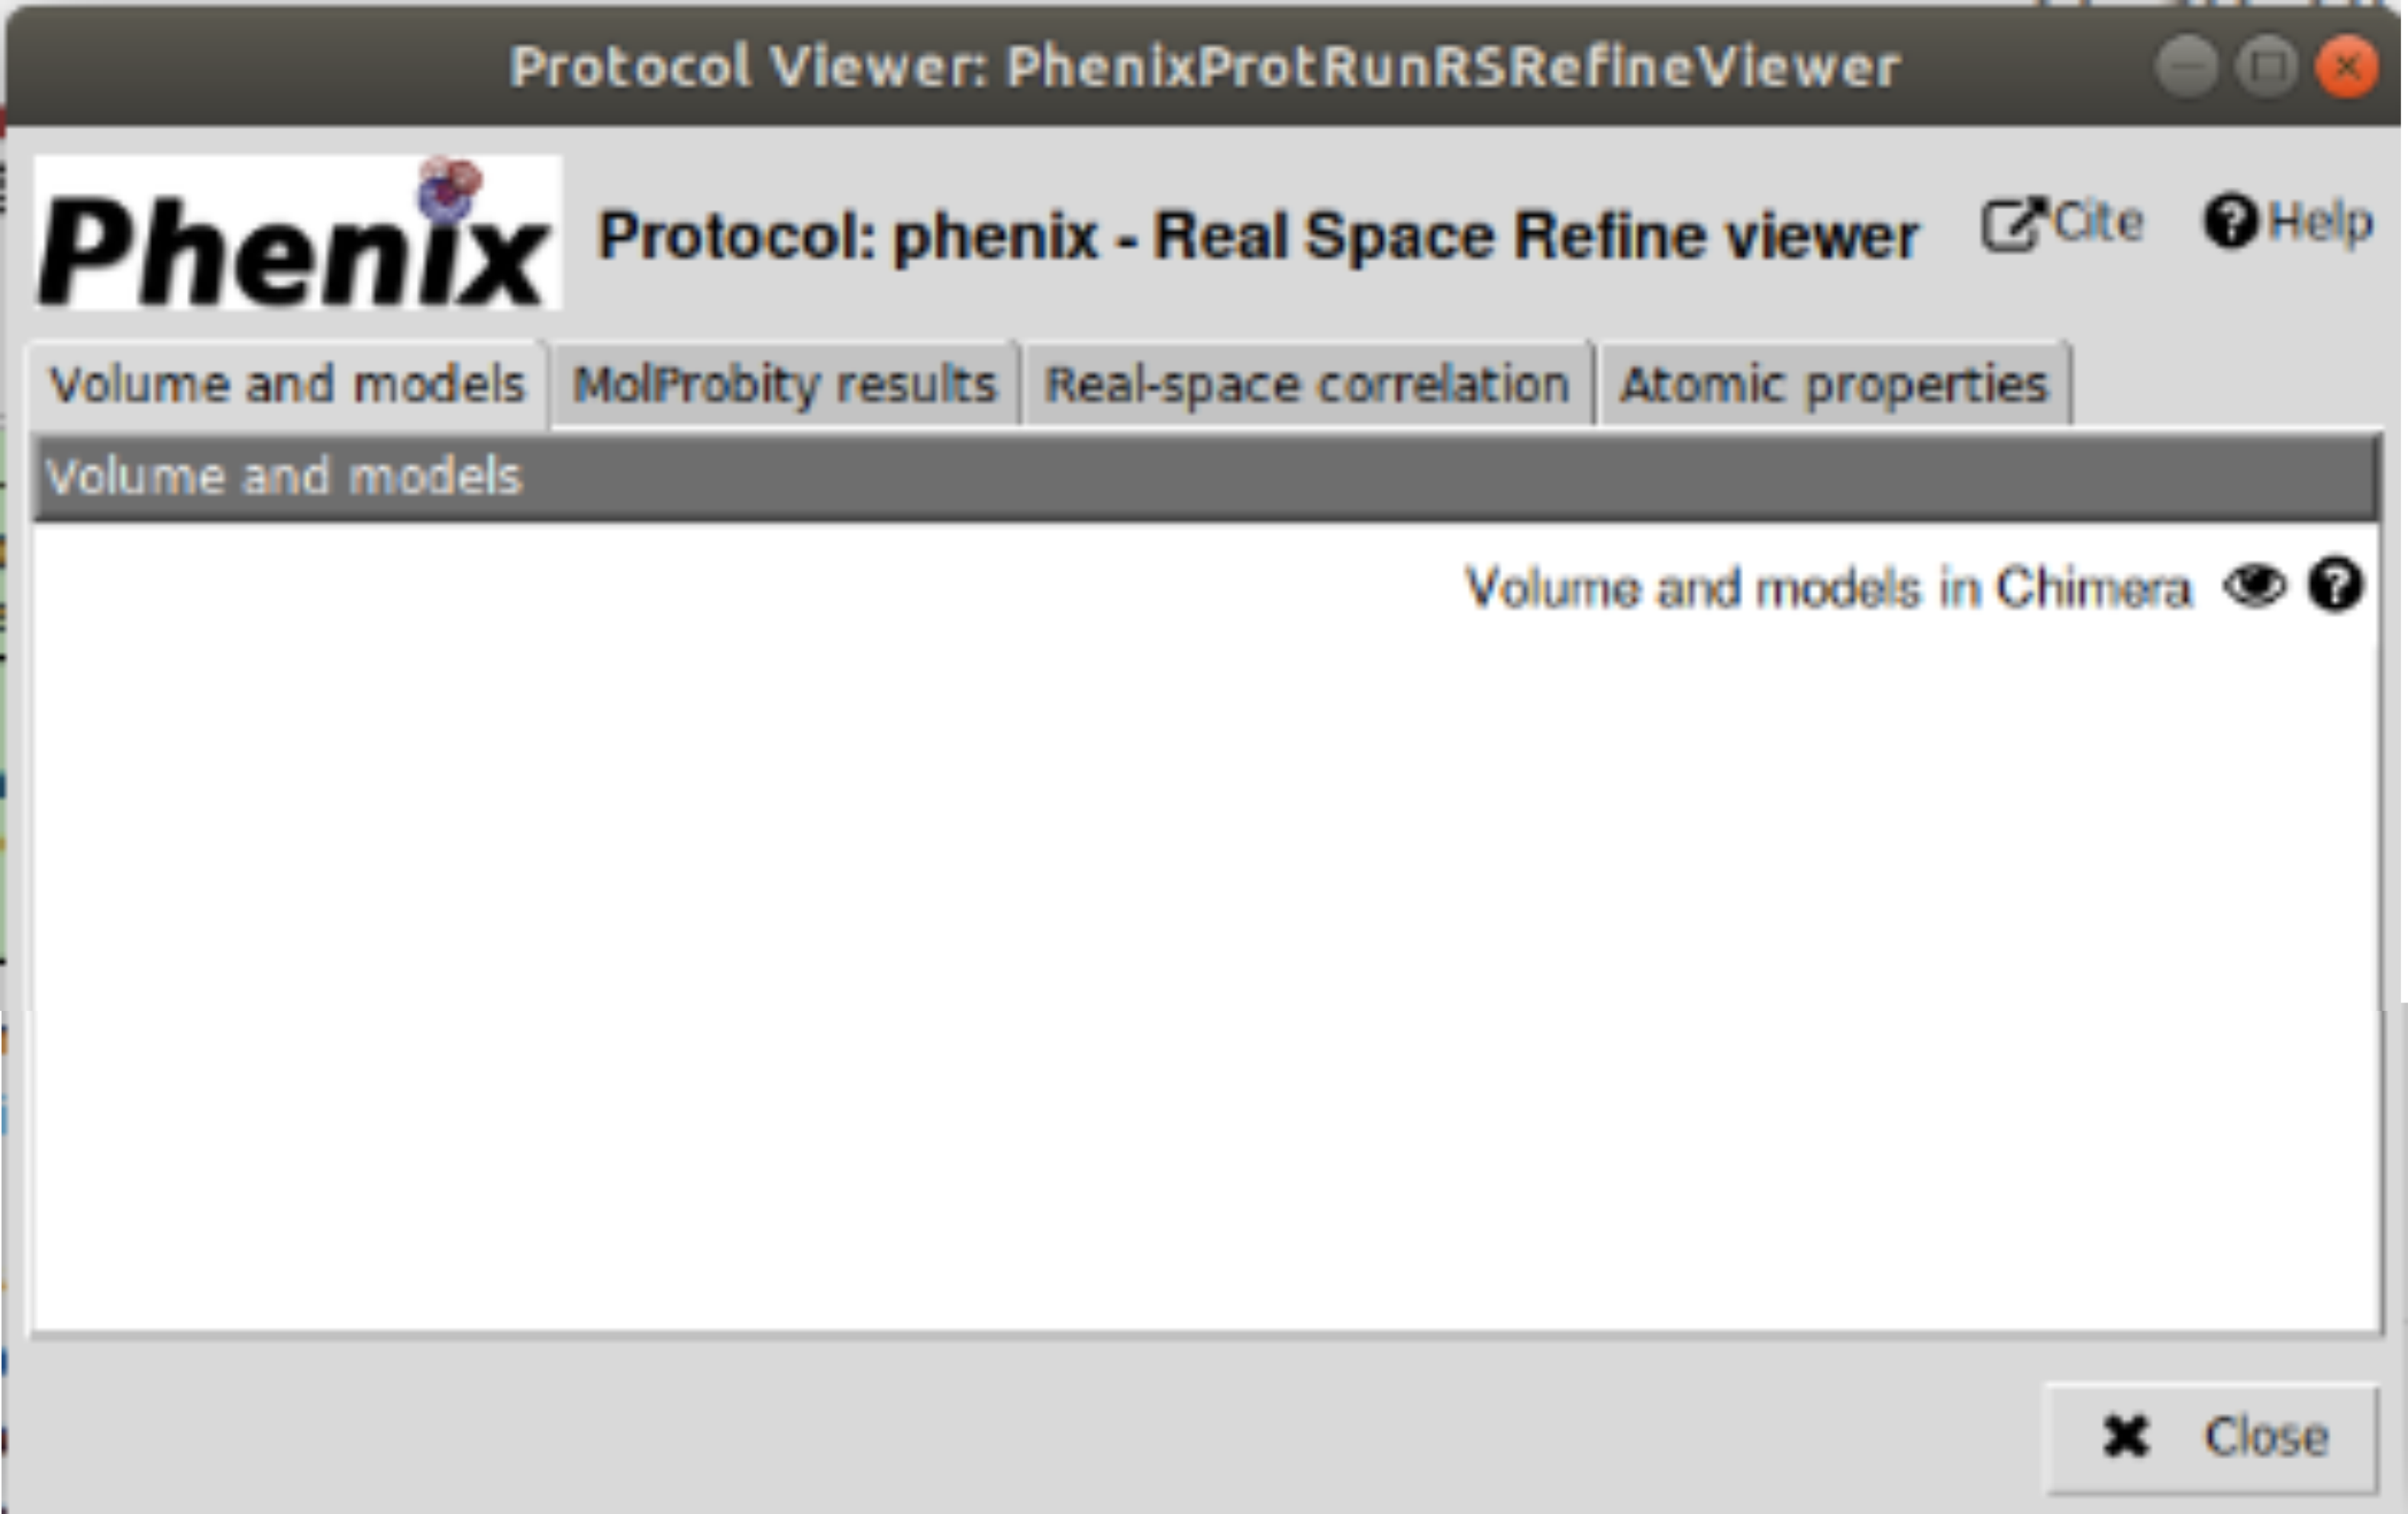 Protocol Viewer: PhenixProtRunRSRefineViewer
Phenix Protocol: phenix - Real Space Refine viewer Cite Help
Volume and models MolProbity results Real-space correlation Atomic properties
Volume and models
Volume and models in Chimera
Close